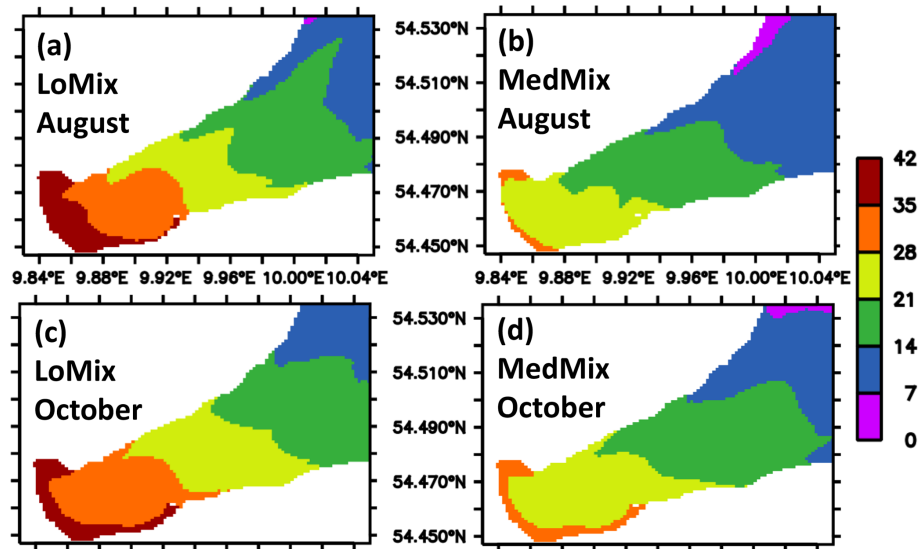 (a)
LoMix
August
54.530°N
54.510°N
54.490°N
54.470°N
54.450°N
(b)
MedMix
August
9.84°E 9.88°E 9.92°E 9.96°E 10.00°E 10.04°E
9.84°E 9.88°E 9.92°E 9.96°E 10.00°E 10.04°E
(c)
LoMix
October
54.530°N
54.510°N
54.490°N
54.470°N
54.450°N
(d)
MedMix
October
42
35
28
21
14
7
0